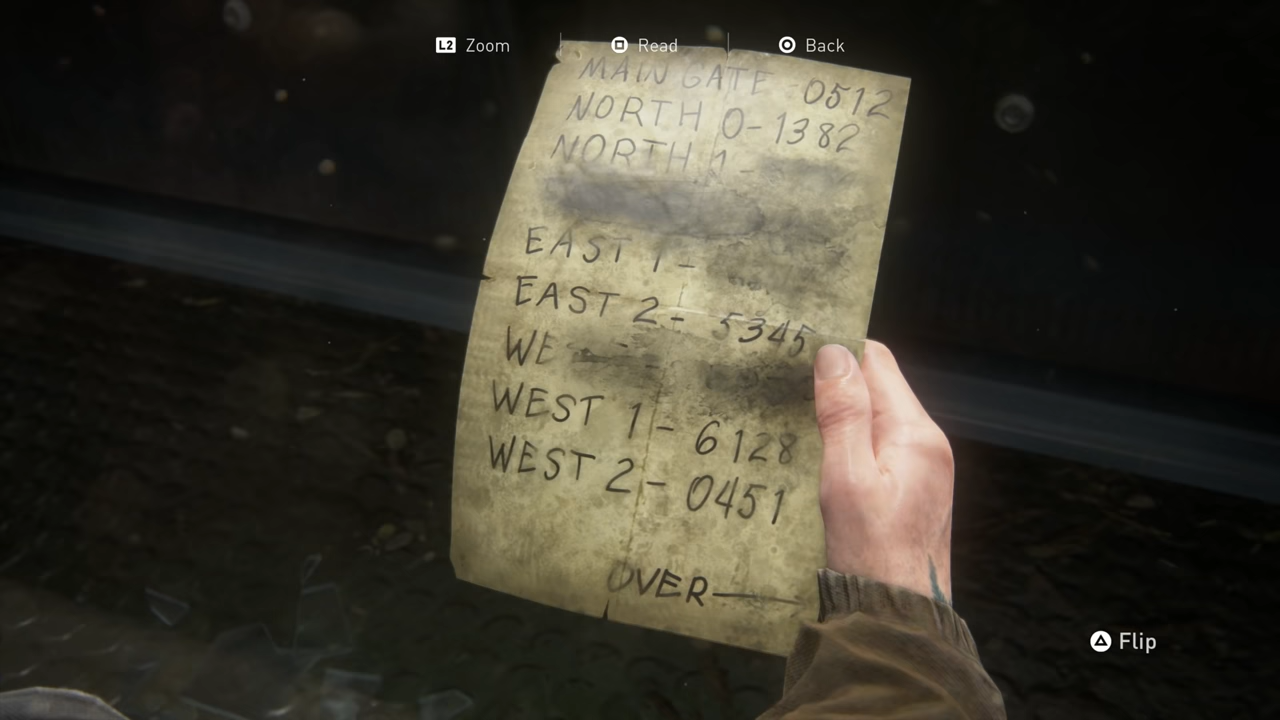 L2 Zoom Read Back
MAIN GATE -0512
NORTH 0-1382
NORTH 1 -
EAST 1 -
EAST 2 - 5345
WE
WEST 1 - 6128
WEST 2 - 0451
OVER
Flip